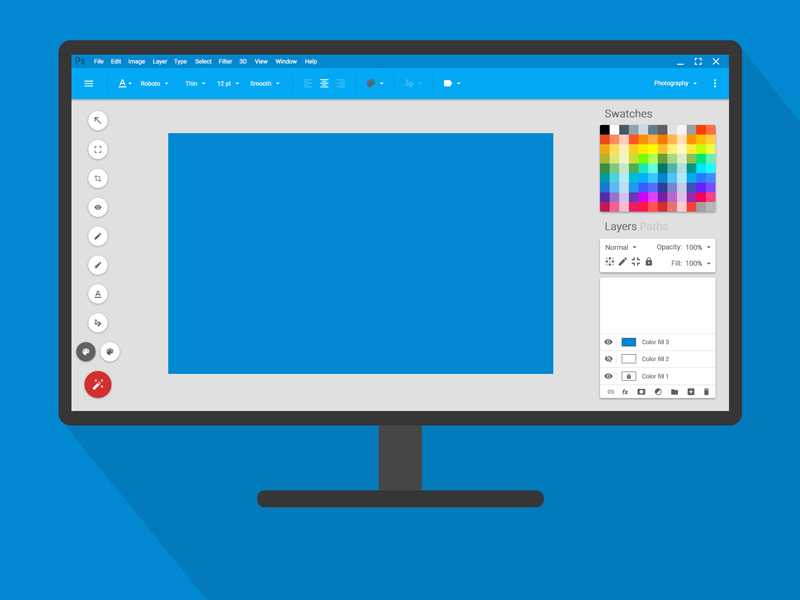 Ps File Edit Image Layer Type Select Filter 3D View Window Help
A Roboto Thin 12 pt Smooth Photography
Swatches
Layers Paths
Normal Opacity: 100%
Fill: 100%
Color fill 3
Color fill 2
Color fill 1
fx